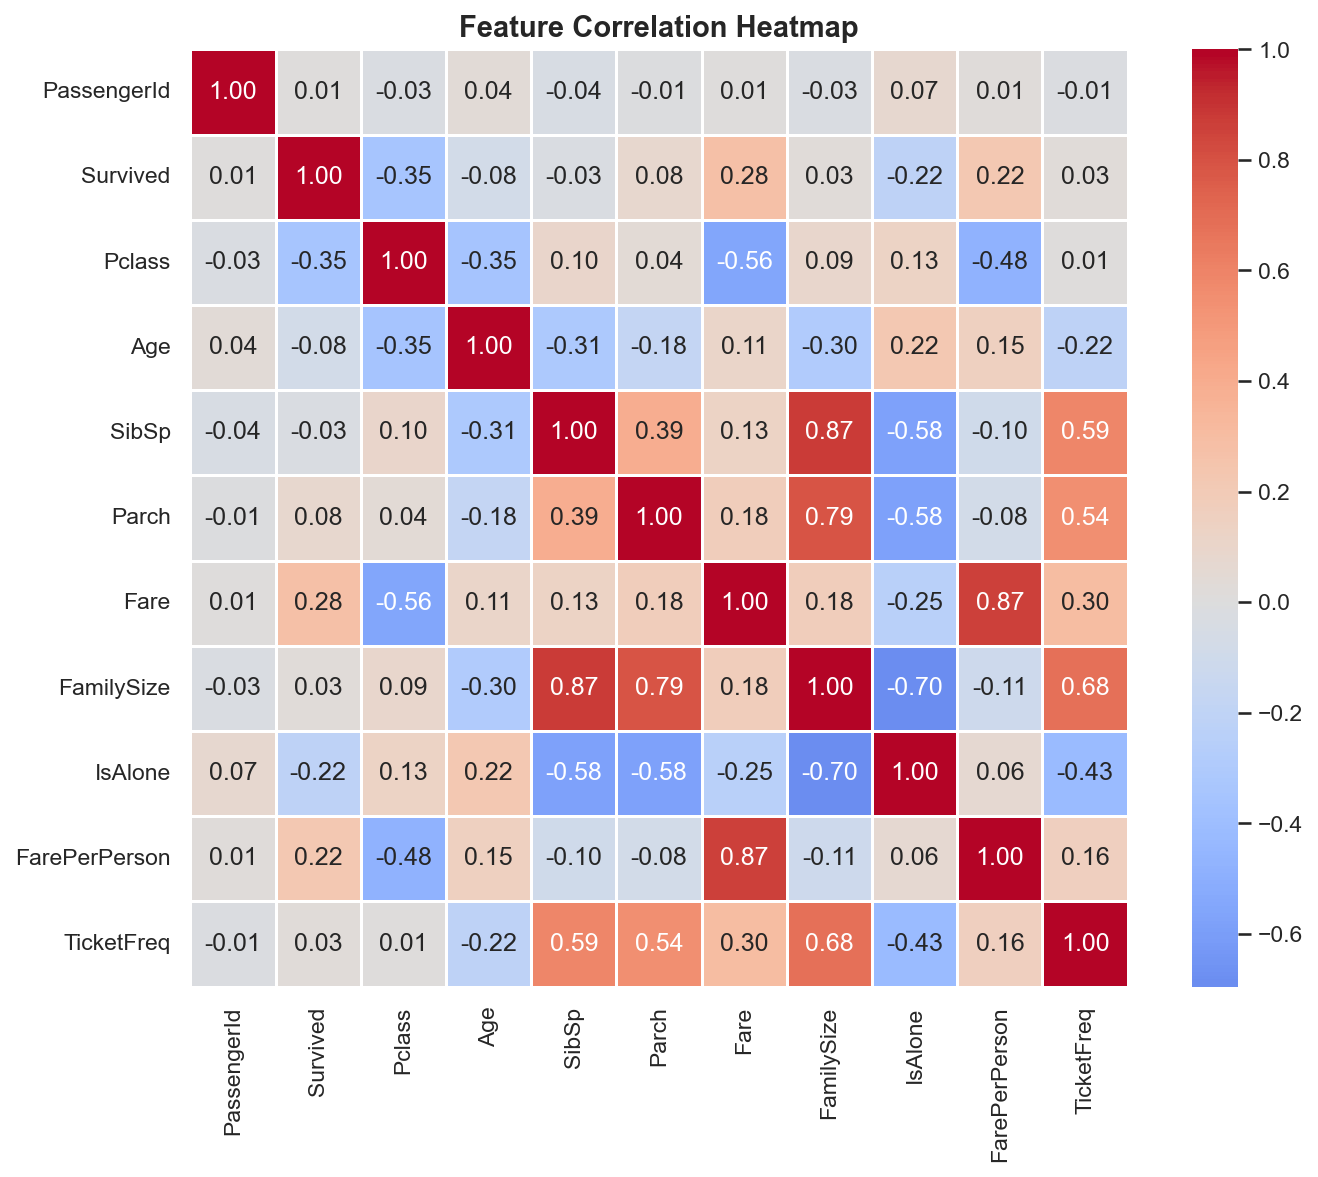 Feature Correlation Heatmap
PassengerId 1.00 0.01 -0.03 0.04 -0.04 -0.01 0.01 -0.03 0.07 0.01 -0.01
Survived 0.01 1.00 -0.35 -0.08 -0.03 0.08 0.28 0.03 -0.22 0.22 0.03
Pclass -0.03 -0.35 1.00 -0.35 0.10 0.04 -0.56 0.09 0.13 -0.48 0.01
Age 0.04 -0.08 -0.35 1.00 -0.31 -0.18 0.11 -0.30 0.22 0.15 -0.22
SibSp -0.04 -0.03 0.10 -0.31 1.00 0.39 0.13 0.87 -0.58 -0.10 0.59
Parch -0.01 0.08 0.04 -0.18 0.39 1.00 0.18 0.79 -0.58 -0.08 0.54
Fare 0.01 0.28 -0.56 0.11 0.13 0.18 1.00 0.18 -0.25 0.87 0.30
FamilySize -0.03 0.03 0.09 -0.30 0.87 0.79 0.18 1.00 -0.70 -0.11 0.68
IsAlone 0.07 -0.22 0.13 0.22 -0.58 -0.58 -0.25 -0.70 1.00 0.06 -0.43
FarePerPerson 0.01 0.22 -0.48 0.15 -0.10 -0.08 0.87 -0.11 0.06 1.00 0.16
TicketFreq -0.01 0.03 0.01 -0.22 0.59 0.54 0.30 0.68 -0.43 0.16 1.00
PassengerId Survived Pclass Age SibSp Parch Fare FamilySize IsAlone FarePerPerson TicketFreq
1.0
0.8
0.6
0.4
0.2
0.0
−0.2
−0.4
−0.6